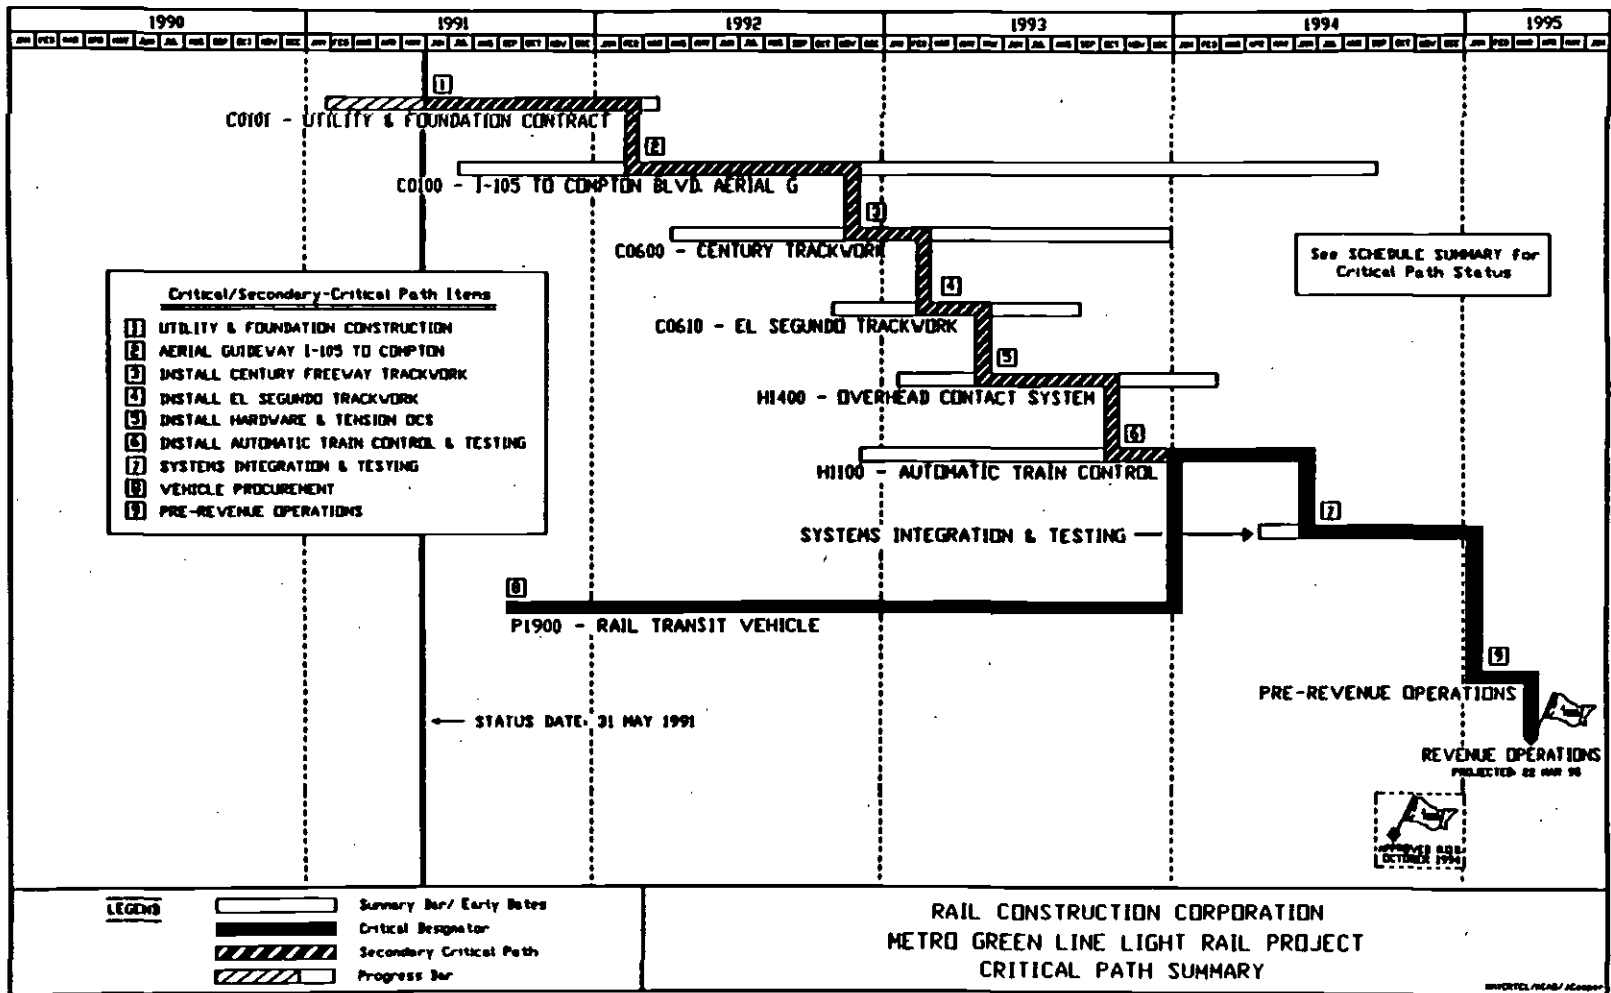 1990 1991 1992 1993 1994 1995
1
C0101 - UTILITY & FOUNDATION CONTRACT
2
C0100 - I-105 TO COMPTON BLVD. AERIAL G
3
C0600 - CENTURY TRACKWORK
See SCHEDULE SUMMARY for
Critical Path Status
4
C0610 - EL SEGUNDO TRACKWORK
5
H1400 - OVERHEAD CONTACT SYSTEM
6
H1100 - AUTOMATIC TRAIN CONTROL
7
SYSTEMS INTEGRATION & TESTING
8
P1900 - RAIL TRANSIT VEHICLE
9
PRE-REVENUE OPERATIONS
REVENUE OPERATIONS
PROJECTED 22 MAR 95
APPROVED R.O.D.
OCTOBER 1994
STATUS DATE: 31 MAY 1991
Critical/Secondary-Critical Path Items
1 UTILITY & FOUNDATION CONSTRUCTION
2 AERIAL GUIDEWAY I-105 TO COMPTON
3 INSTALL CENTURY FREEWAY TRACKWORK
4 INSTALL EL SEGUNDO TRACKWORK
5 INSTALL HARDWARE & TENSION OCS
6 INSTALL AUTOMATIC TRAIN CONTROL & TESTING
7 SYSTEMS INTEGRATION & TESTING
8 VEHICLE PROCUREMENT
9 PRE-REVENUE OPERATIONS
LEGEND
Summary Bar/ Early Dates
Critical Designator
Secondary Critical Path
Progress Bar
RAIL CONSTRUCTION CORPORATION
METRO GREEN LINE LIGHT RAIL PROJECT
CRITICAL PATH SUMMARY